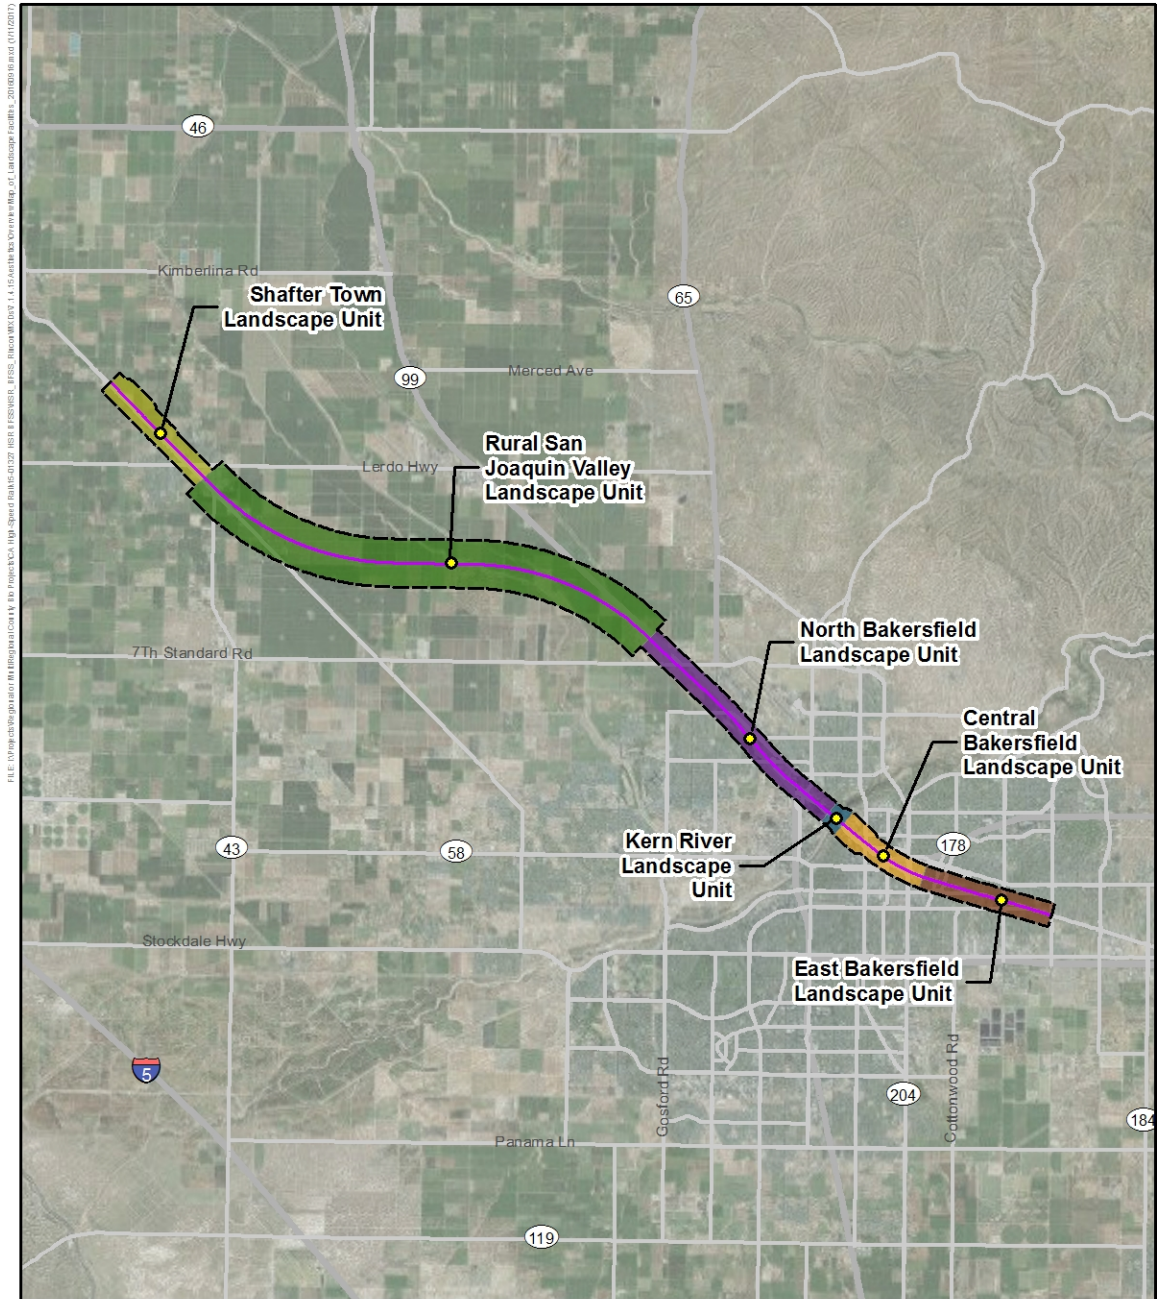 46
Kimberlina Rd
Shafter Town
Landscape Unit
65
99
Merced Ave
Rural San
Joaquin Valley
Landscape Unit
Lerdo Hwy
North Bakersfield
Landscape Unit
7Th Standard Rd
Central
Bakersfield
Landscape Unit
Kern River
Landscape
Unit
43
58
178
Stockdale Hwy
East Bakersfield
Landscape Unit
5
Gosford Rd
Cottonwood Rd
204
184
Panama Ln
119